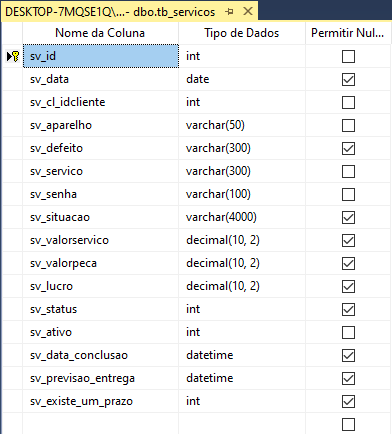 DESKTOP-7MQSE1Q\...- dbo.tb_servicos
Nome da Coluna Tipo de Dados Permitir Nul...
sv_id int
sv_data date
sv_cl_idcliente int
sv_aparelho varchar(50)
sv_defeito varchar(300)
sv_servico varchar(300)
sv_senha varchar(100)
sv_situacao varchar(4000)
sv_valorservico decimal(10, 2)
sv_valorpeca decimal(10, 2)
sv_lucro decimal(10, 2)
sv_status int
sv_ativo int
sv_data_conclusao datetime
sv_previsao_entrega datetime
sv_existe_um_prazo int